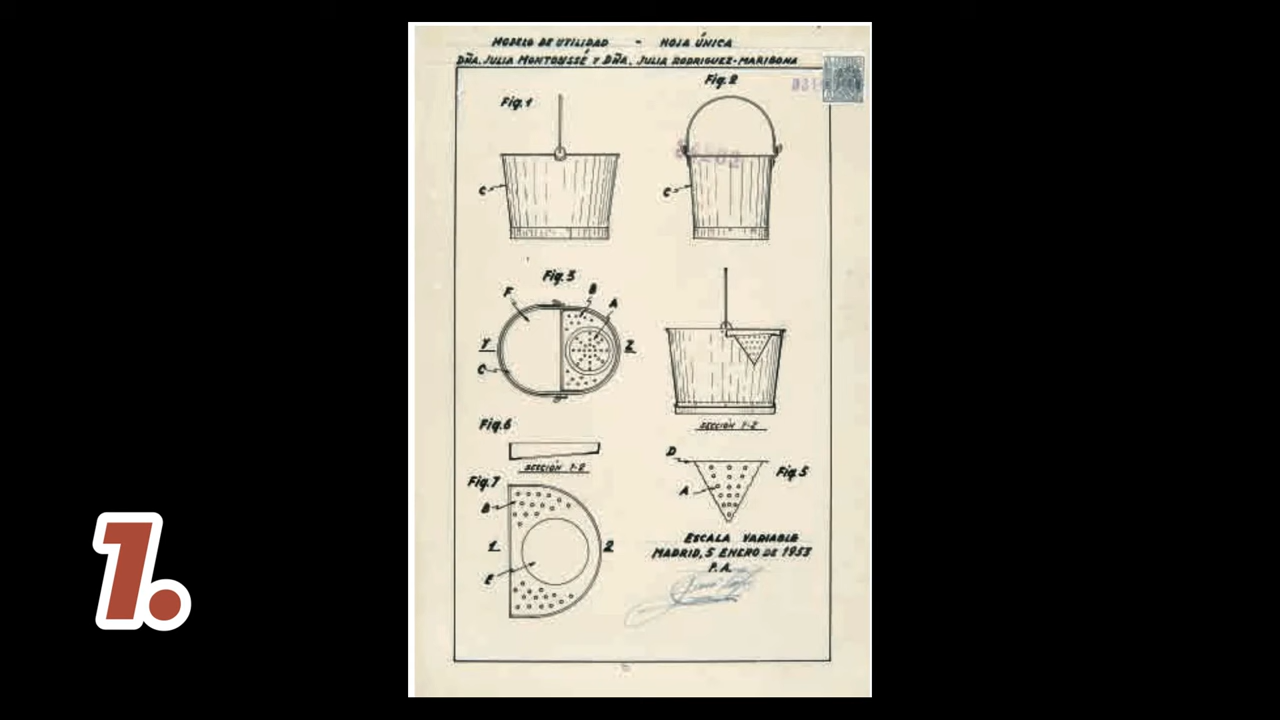 MODELO DE UTILIDAD - HOJA ÚNICA
DÑA. JULIA MONTOUSSÉ Y DÑA. JULIA RODRIGUEZ-MARIBONA
Fig. 1
Fig. 2
C
C
Fig. 3
F
B
A
Y
Z
C
SECCIÓN Y-Z
Fig. 6
SECCIÓN 1-2
Fig. 7
B
1
2
E
D
A
Fig. 5
ESCALA VARIABLE
MADRID, 5 ENERO DE 1953
P.A.
1.